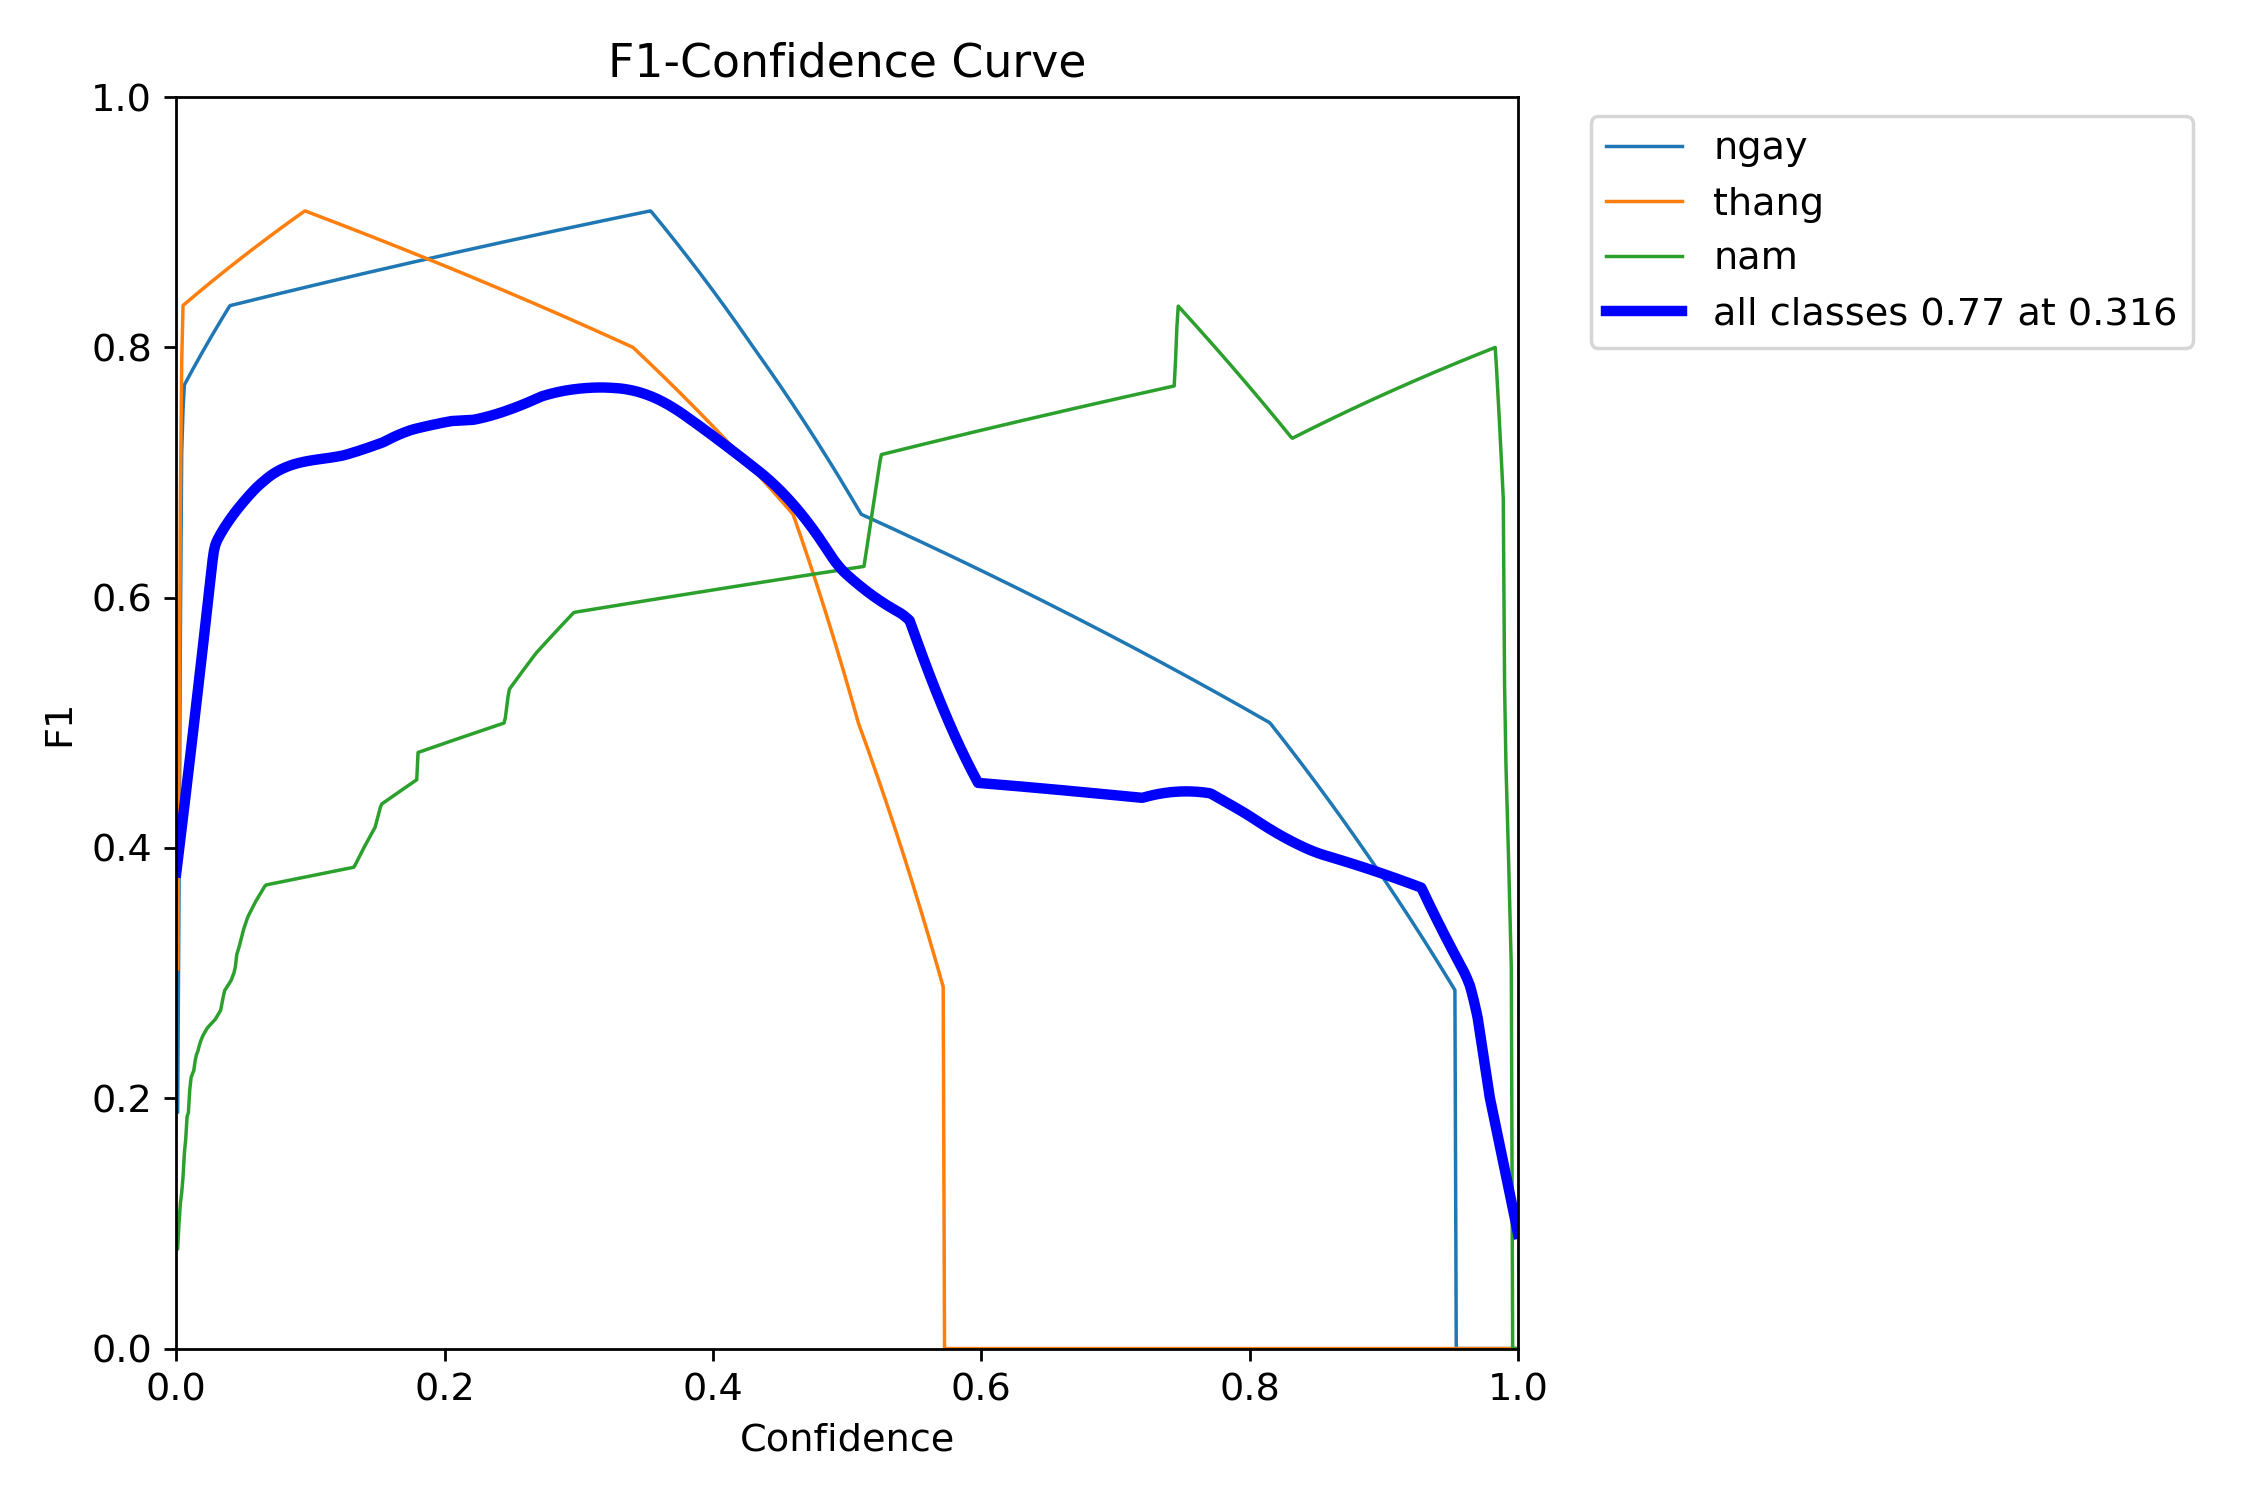 F1-Confidence Curve
1.0
0.8
0.6
0.4
0.2
0.0
F1
0.0 0.2 0.4 0.6 0.8 1.0
Confidence
ngay
thang
nam
all classes 0.77 at 0.316